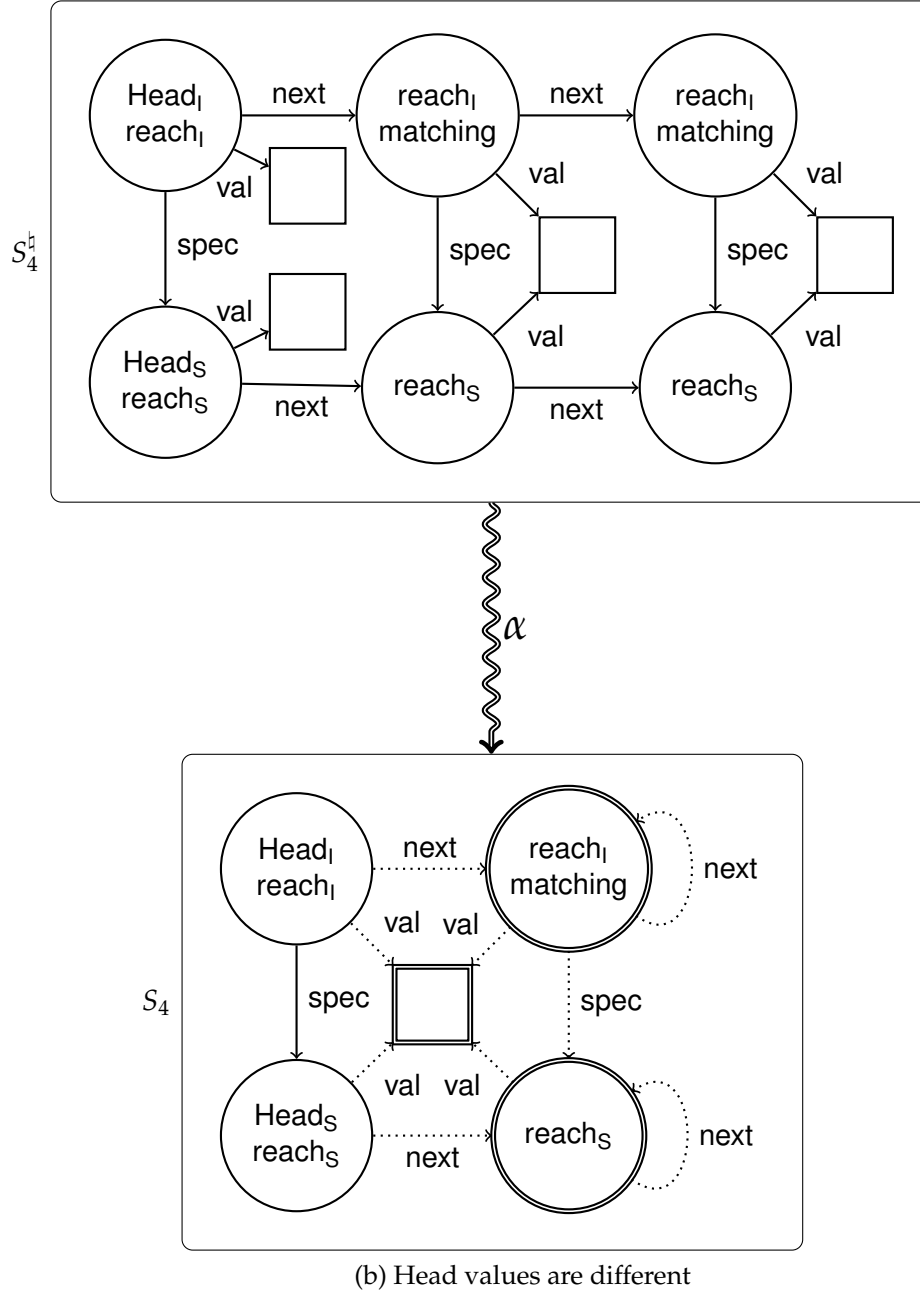 Head_I
reach_I
next
reach_I
matching
next
reach_I
matching
val
val
val
S_4^♮
spec
spec
spec
val
val
val
Head_S
reach_S
next
reach_S
next
reach_S
α
Head_I
reach_I
next
reach_I
matching
next
val
val
S_4
spec
spec
val
val
Head_S
reach_S
next
reach_S
next
(b) Head values are different